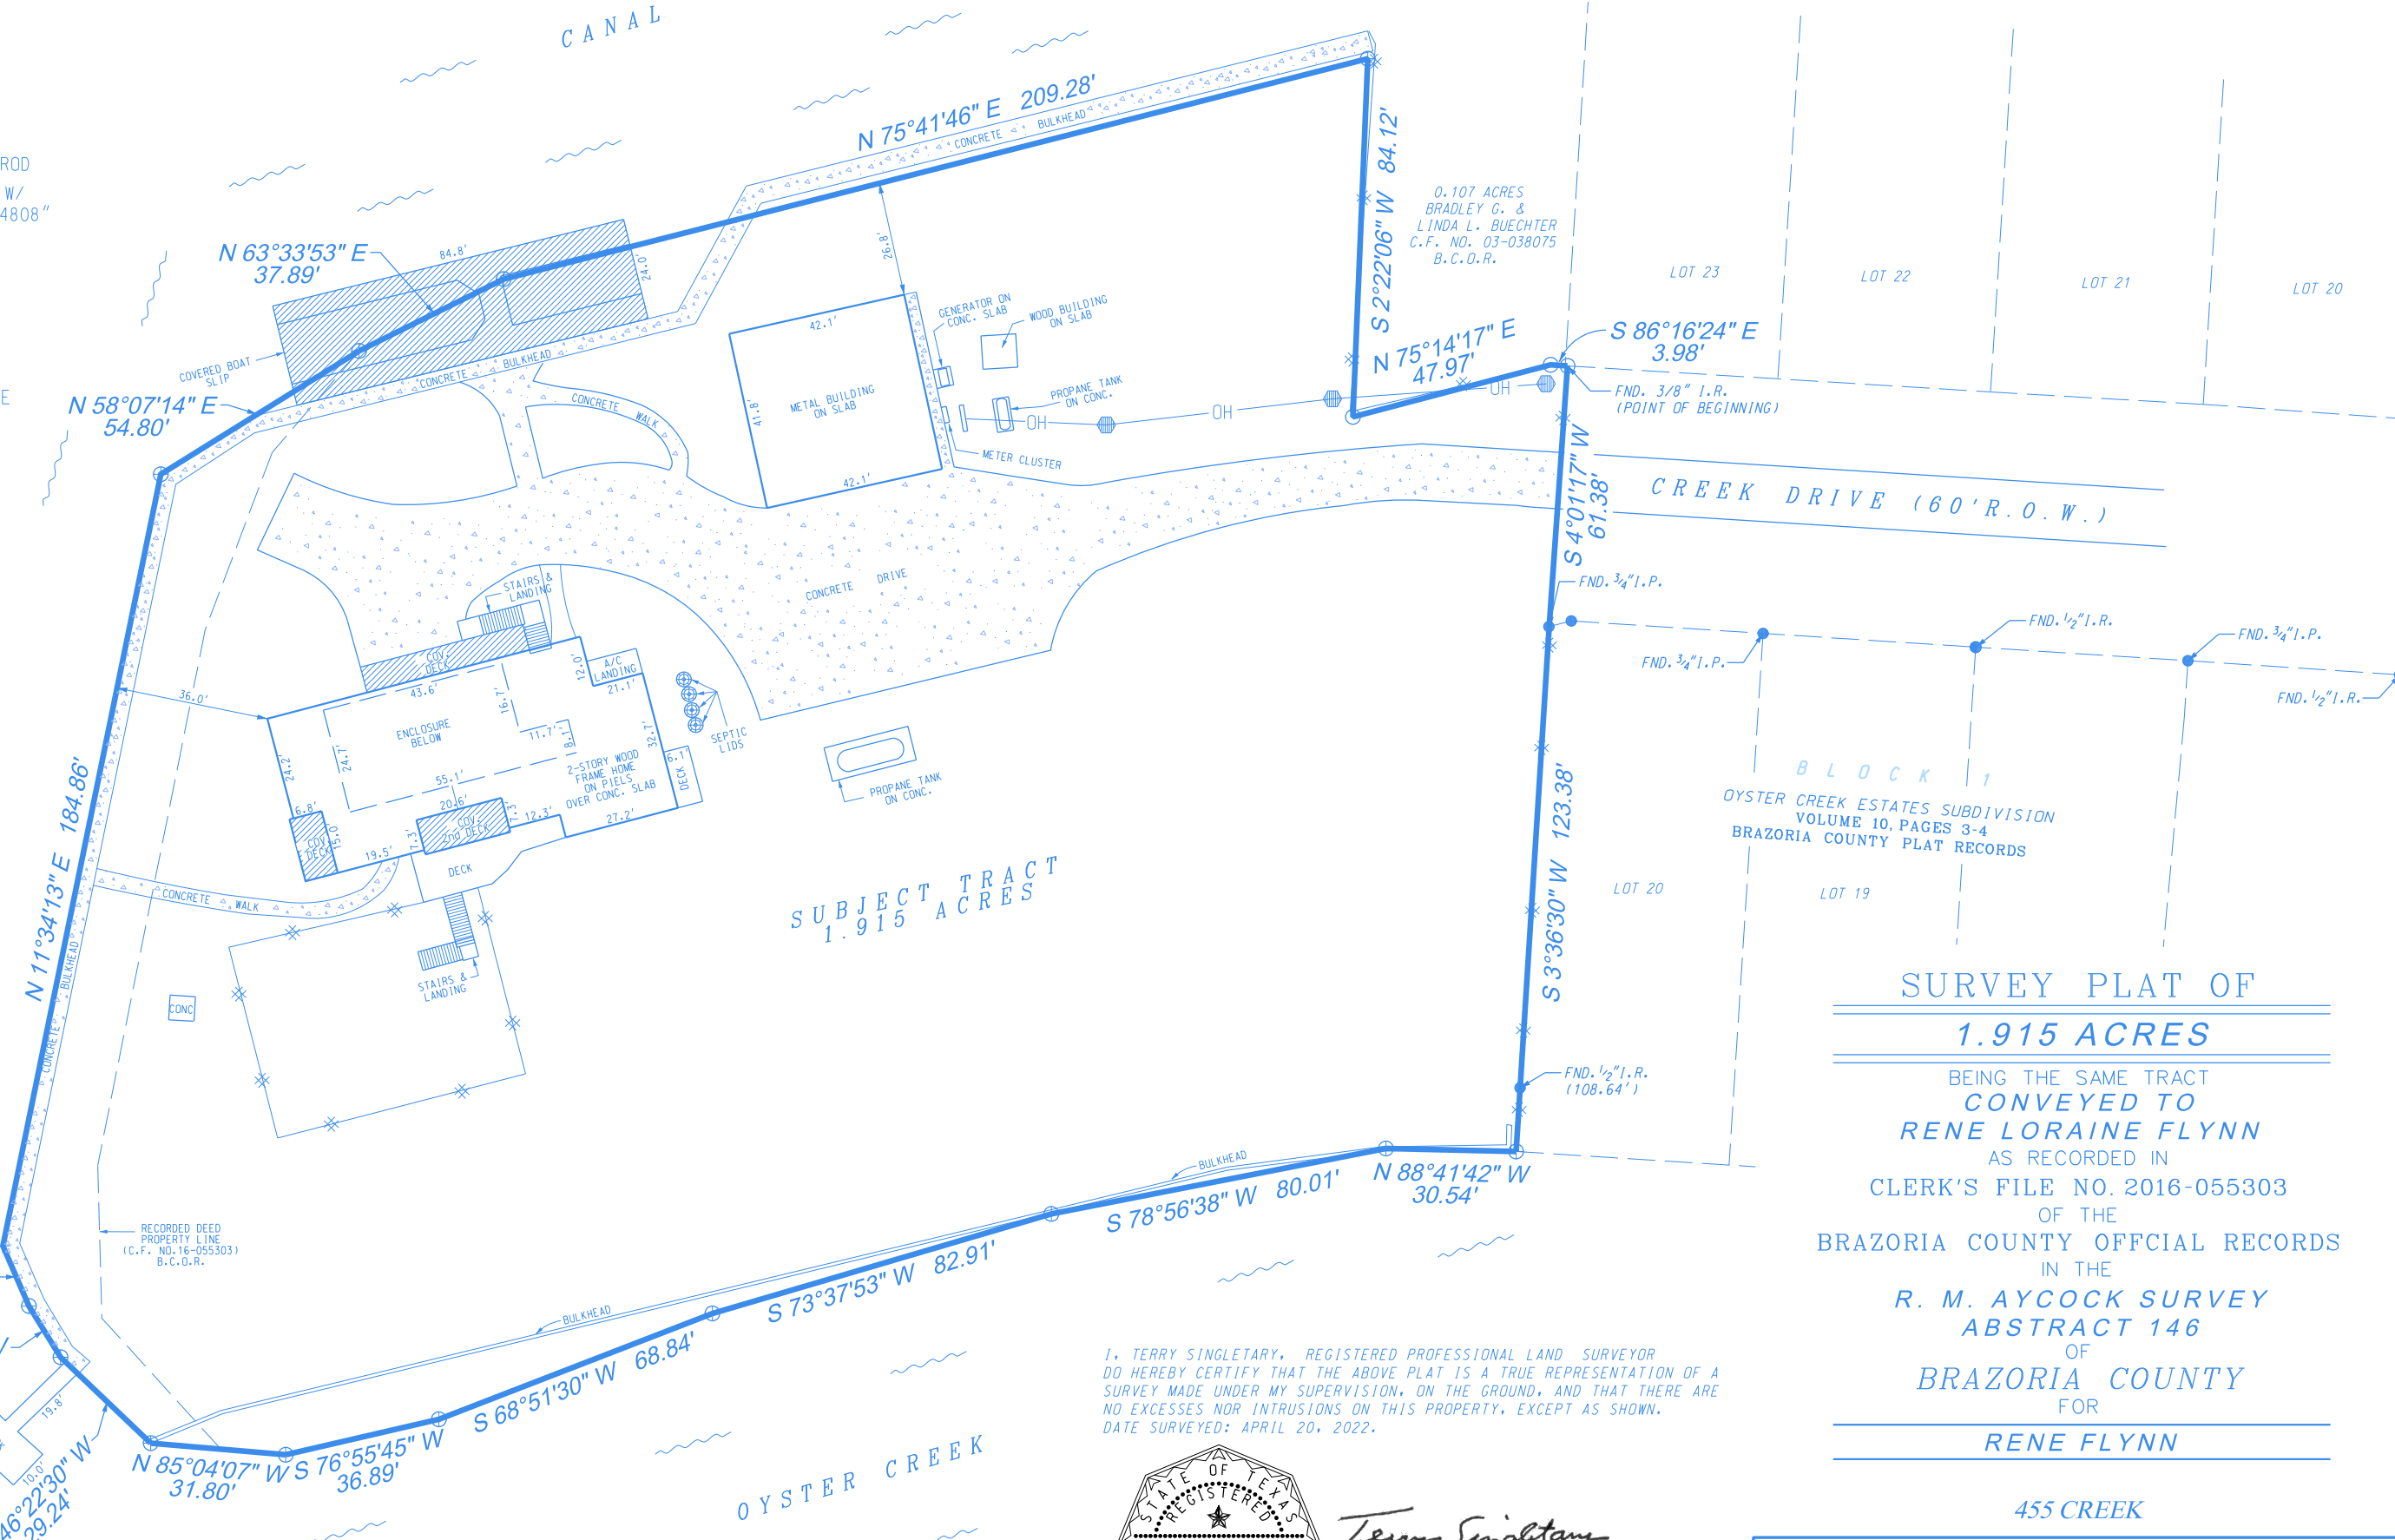 CANAL
ROD
W/
4808"
E
N 75°41'46" E 209.28'
CONCRETE BULKHEAD
S 2°22'06" W 84.12'
0.107 ACRES
BRADLEY G. &
LINDA L. BUECHTER
C.F. NO. 03-038075
B.C.O.R.
LOT 23
LOT 22
LOT 21
LOT 20
N 63°33'53" E
37.89'
84.8'
24.0'
26.8'
COVERED BOAT
SLIP
CONCRETE BULKHEAD
N 58°07'14" E
54.80'
CONCRETE WALK
42.1'
41.8'
METAL BUILDING
ON SLAB
42.1'
GENERATOR ON
CONC. SLAB
WOOD BUILDING
ON SLAB
PROPANE TANK
ON CONC.
OH
OH
OH
METER CLUSTER
N 75°14'17" E
47.97'
S 86°16'24" E
3.98'
FND. 3/8" I.R.
(POINT OF BEGINNING)
S 4°01'17" W
61.38'
CREEK DRIVE (60'R.O.W.)
FND. 3/4" I.P.
FND. 3/4" I.P.
FND. 1/2" I.R.
FND. 3/4" I.P.
FND. 1/2" I.R.
CONCRETE DRIVE
STAIRS &
LANDING
COV.
DECK
36.0'
43.6'
16.7'
12.0'
A/C
LANDING
21.1'
ENCLOSURE
BELOW
24.7'
24.2'
11.7'
8.1'
32.7'
55.1'
2-STORY WOOD
FRAME HOME
ON PIELS
OVER CONC. SLAB
6.1'
DECK
SEPTIC
LIDS
PROPANE TANK
ON CONC.
6.8'
COV.
DECK
15.0'
20.6'
COV.
2nd DECK
7.3'
7.3'
12.3'
27.2'
19.5'
DECK
CONCRETE WALK
STAIRS &
LANDING
CONC
N 11°34'13" E 184.86'
CONCRETE BULKHEAD
SUBJECT TRACT
1.915 ACRES
S 3°36'30" W 123.38'
BLOCK 1
OYSTER CREEK ESTATES SUBDIVISION
VOLUME 10, PAGES 3-4
BRAZORIA COUNTY PLAT RECORDS
LOT 20
LOT 19
FND. 1/2" I.R.
(108.64')
BULKHEAD
N 88°41'42" W
30.54'
S 78°56'38" W 80.01'
S 73°37'53" W 82.91'
BULKHEAD
S 68°51'30" W 68.84'
S 76°55'45" W
36.89'
N 85°04'07" W
31.80'
46°22'30" W
29.24'
19.8'
10.0'
RECORDED DEED
PROPERTY LINE
(C.F. NO.16-055303)
B.C.O.R.
OYSTER CREEK
I, TERRY SINGLETARY, REGISTERED PROFESSIONAL LAND SURVEYOR
DO HEREBY CERTIFY THAT THE ABOVE PLAT IS A TRUE REPRESENTATION OF A
SURVEY MADE UNDER MY SUPERVISION, ON THE GROUND, AND THAT THERE ARE
NO EXCESSES NOR INTRUSIONS ON THIS PROPERTY, EXCEPT AS SHOWN.
DATE SURVEYED: APRIL 20, 2022.
STATE OF TEXAS
REGISTERED
Terry Singletary
SURVEY PLAT OF
1.915 ACRES
BEING THE SAME TRACT
CONVEYED TO
RENE LORAINE FLYNN
AS RECORDED IN
CLERK'S FILE NO. 2016-055303
OF THE
BRAZORIA COUNTY OFFCIAL RECORDS
IN THE
R. M. AYCOCK SURVEY
ABSTRACT 146
OF
BRAZORIA COUNTY
FOR
RENE FLYNN
455 CREEK